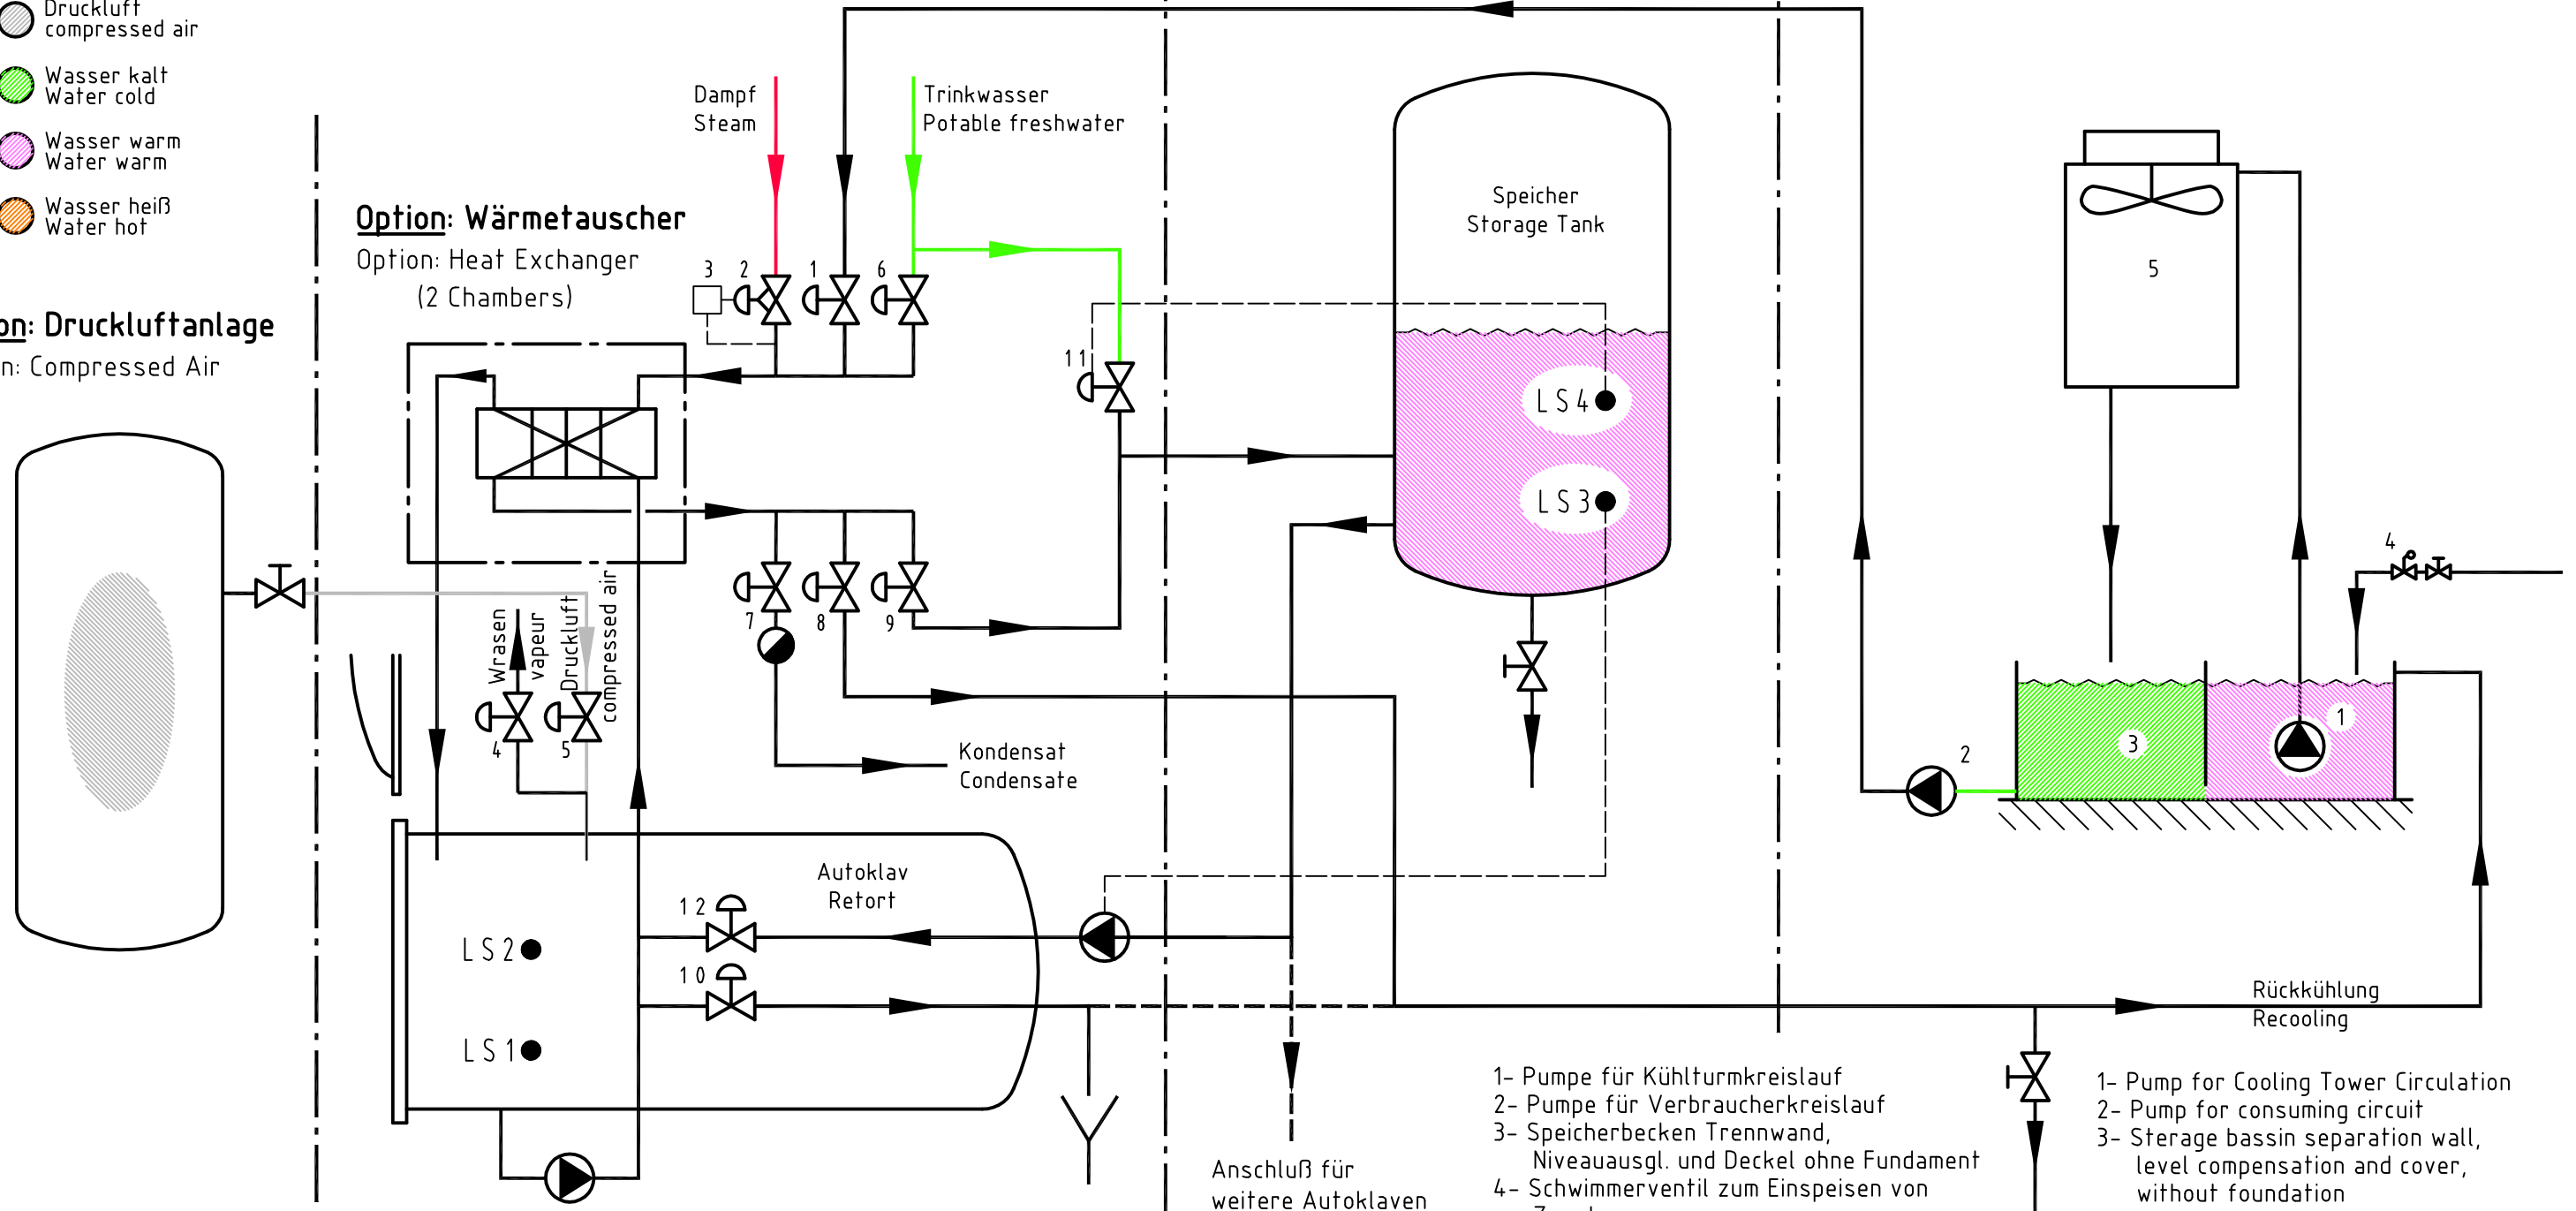 Druckluft
compressed air
Wasser kalt
Water cold
Wasser warm
Water warm
Wasser heiß
Water hot
on: Druckluftanlage
n: Compressed Air
Option: Wärmetauscher
Option: Heat Exchanger
(2 Chambers)
Dampf
Steam
Trinkwasser
Potable freshwater
3
2
1
6
11
Speicher
Storage Tank
LS4
LS3
5
4
7
8
9
Wrasen
vapeur
Druckluft
compressed air
4
5
Kondensat
Condensate
3
1
2
Autoklav
Retort
12
10
LS2
LS1
Rückkühlung
Recooling
Anschluß für
weitere Autoklaven
1- Pumpe für Kühlturmkreislauf
2- Pumpe für Verbraucherkreislauf
3- Speicherbecken Trennwand,
Niveauausgl. und Deckel ohne Fundament
4- Schwimmerventil zum Einspeisen von
1- Pump for Cooling Tower Circulation
2- Pump for consuming circuit
3- Sterage bassin separation wall,
level compensation and cover,
without foundation